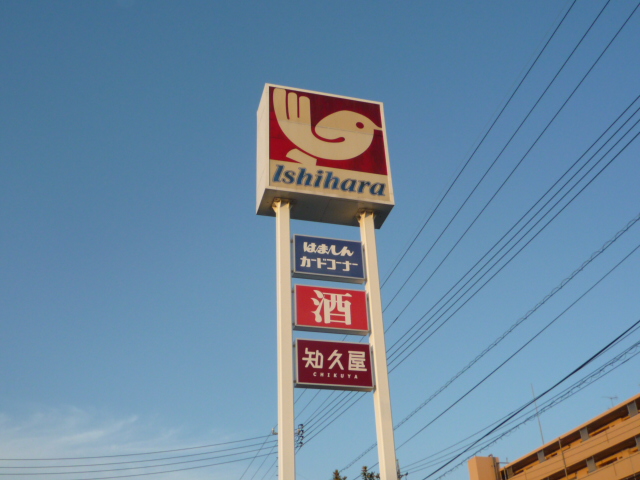 Ishihara
はましん
カードコーナー
酒
知久屋
CHIKUYA